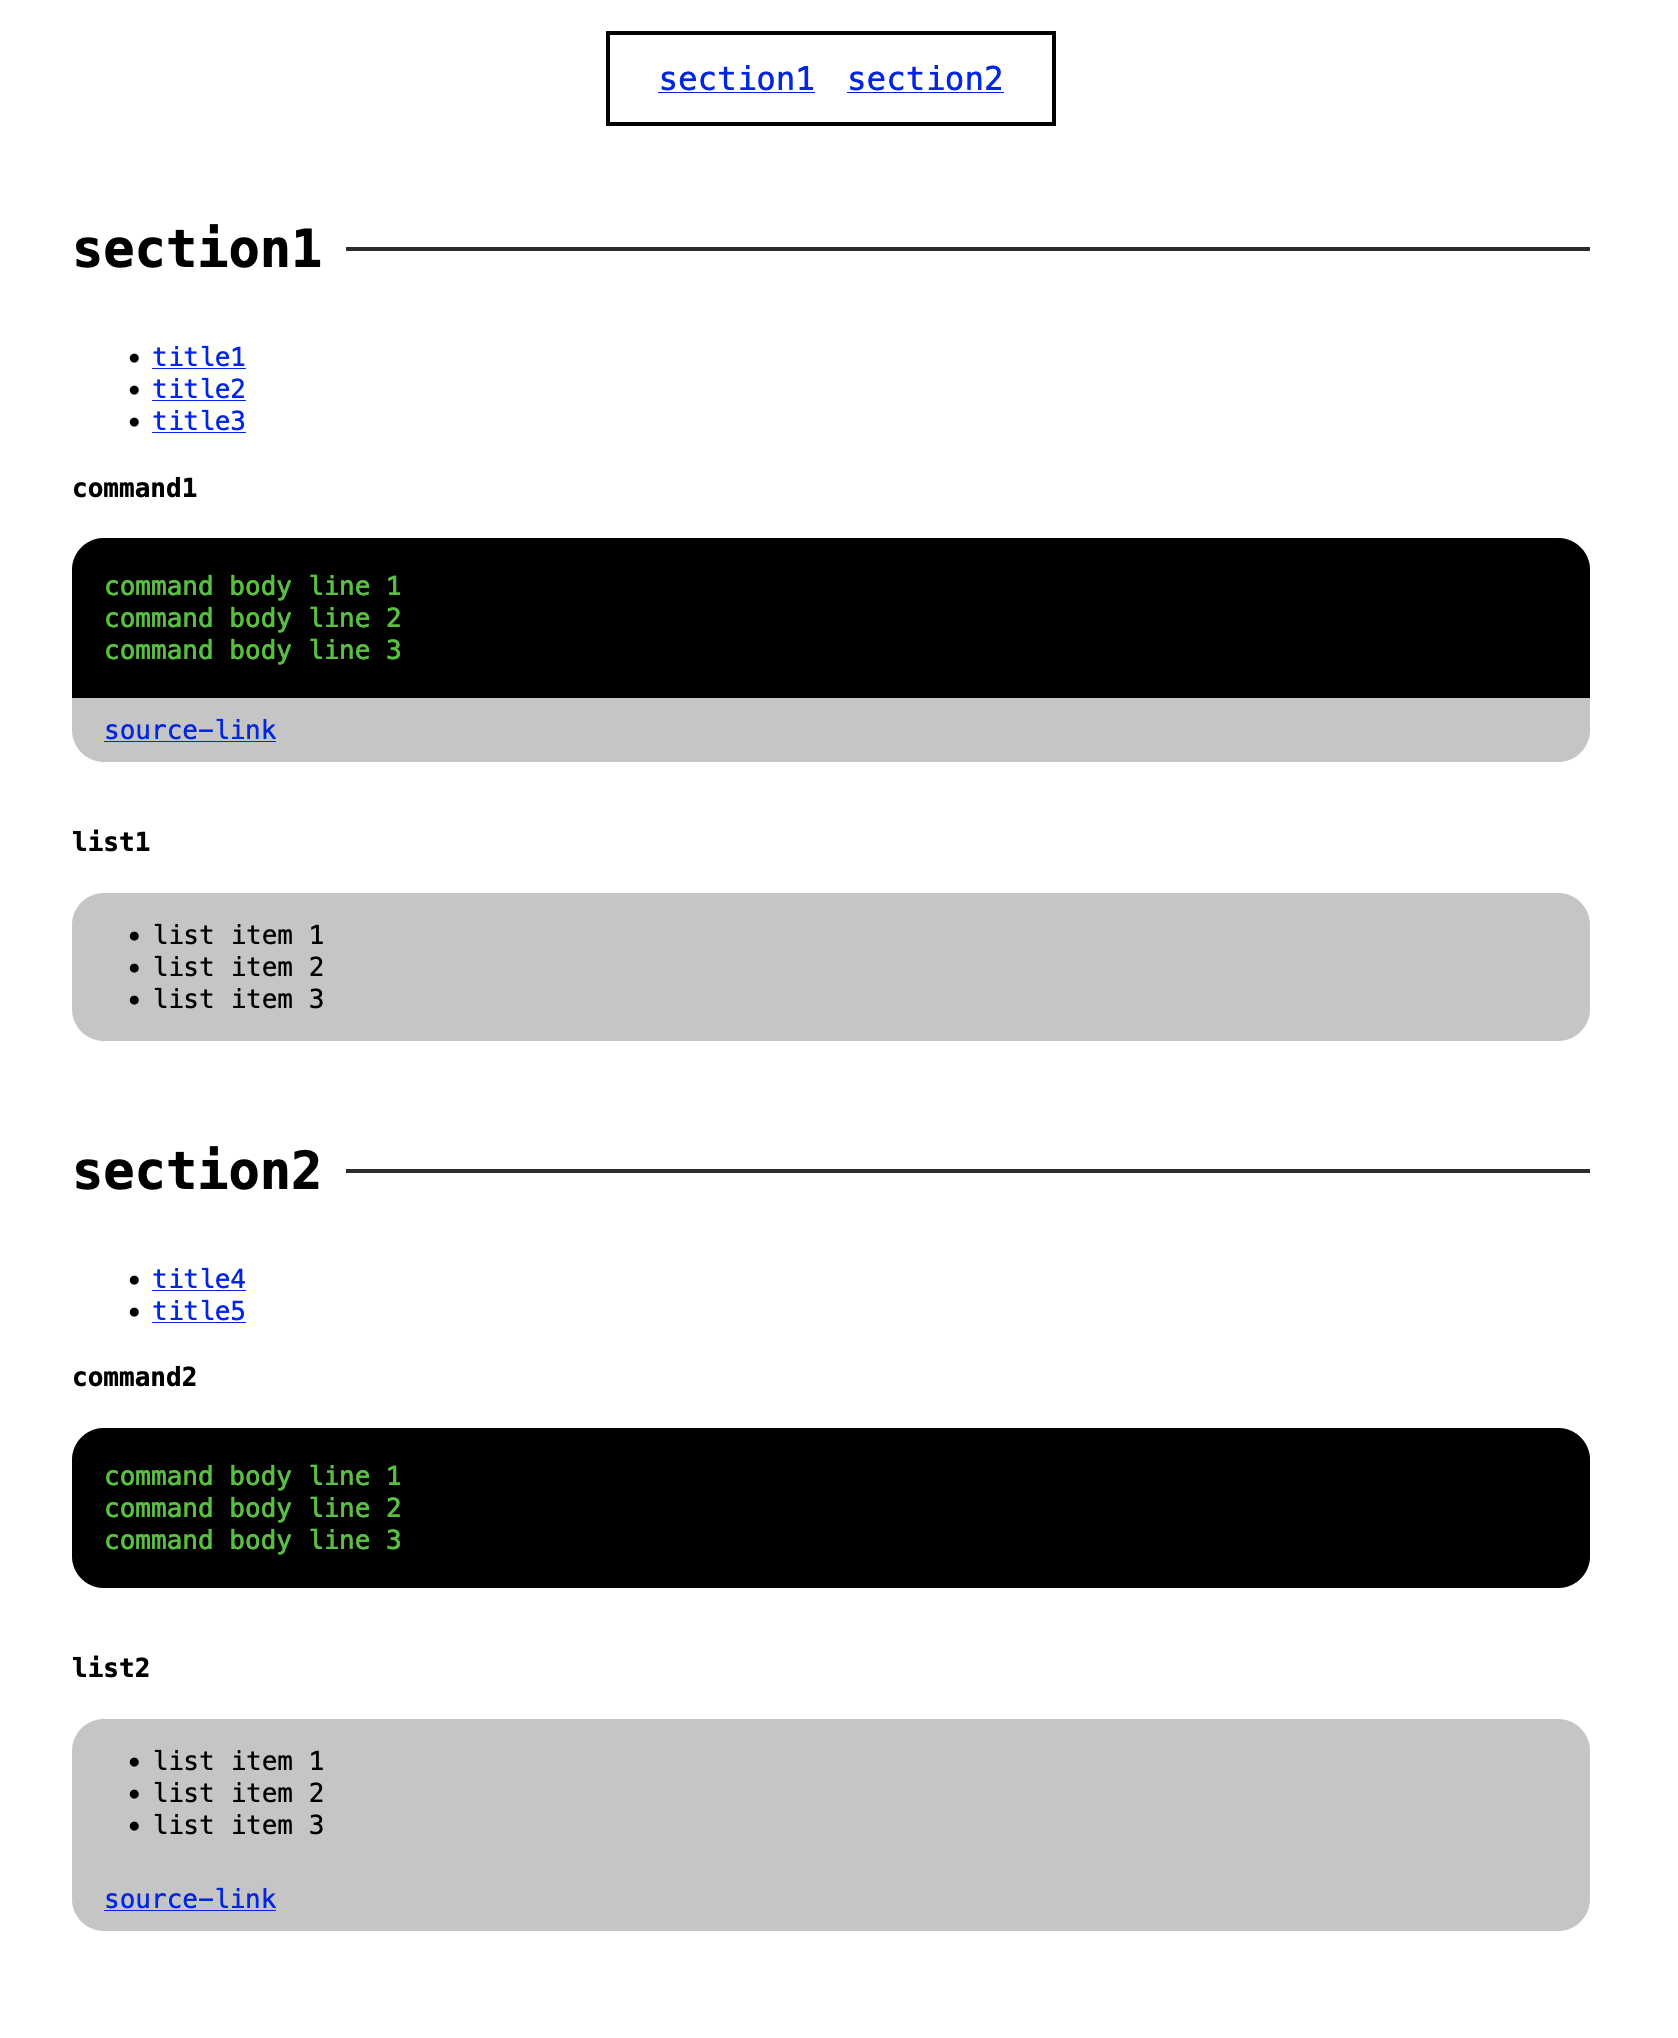 section1 section2
section1
title1
title2
title3
command1
command body line 1
command body line 2
command body line 3
source-link
list1
list item 1
list item 2
list item 3
section2
title4
title5
command2
command body line 1
command body line 2
command body line 3
list2
list item 1
list item 2
list item 3
source-link